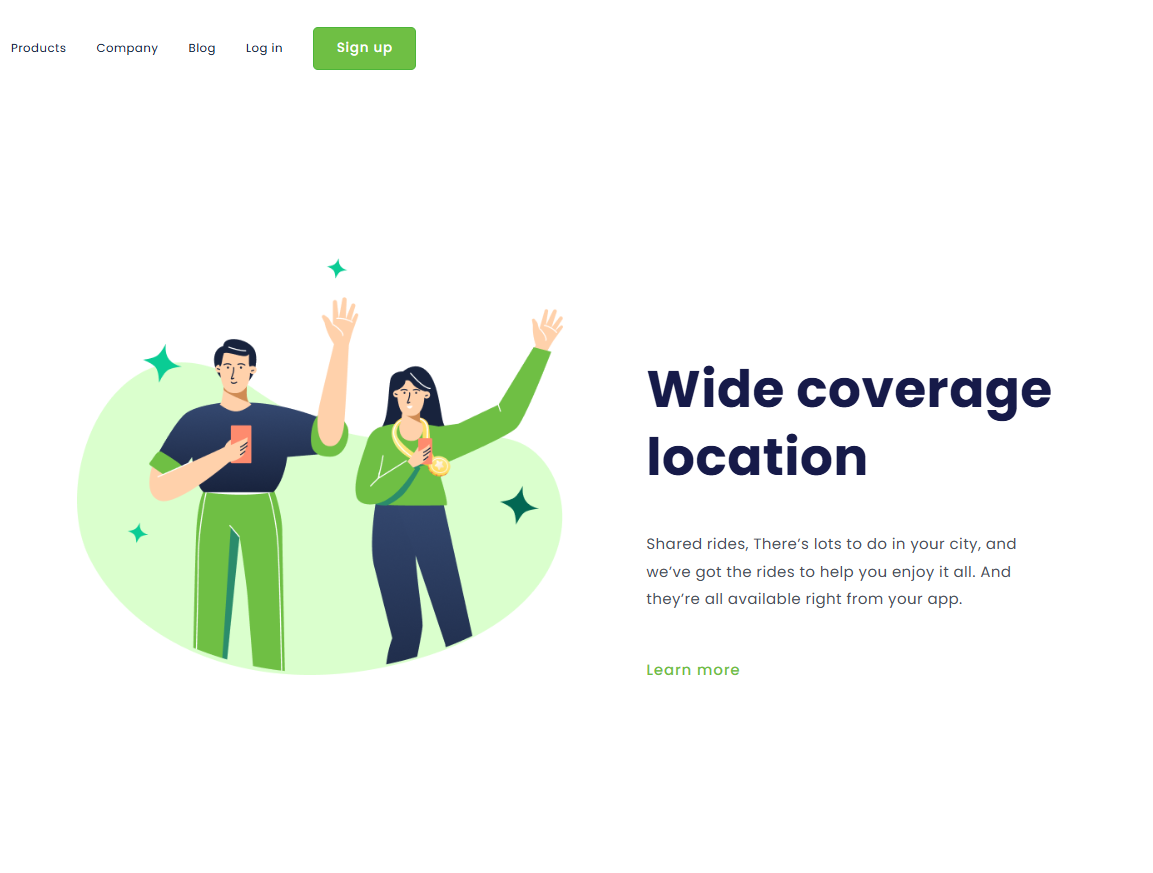 Products Company Blog Log in Sign up
Wide coverage
location
Shared rides, There’s lots to do in your city, and
we’ve got the rides to help you enjoy it all. And
they’re all available right from your app.
Learn more